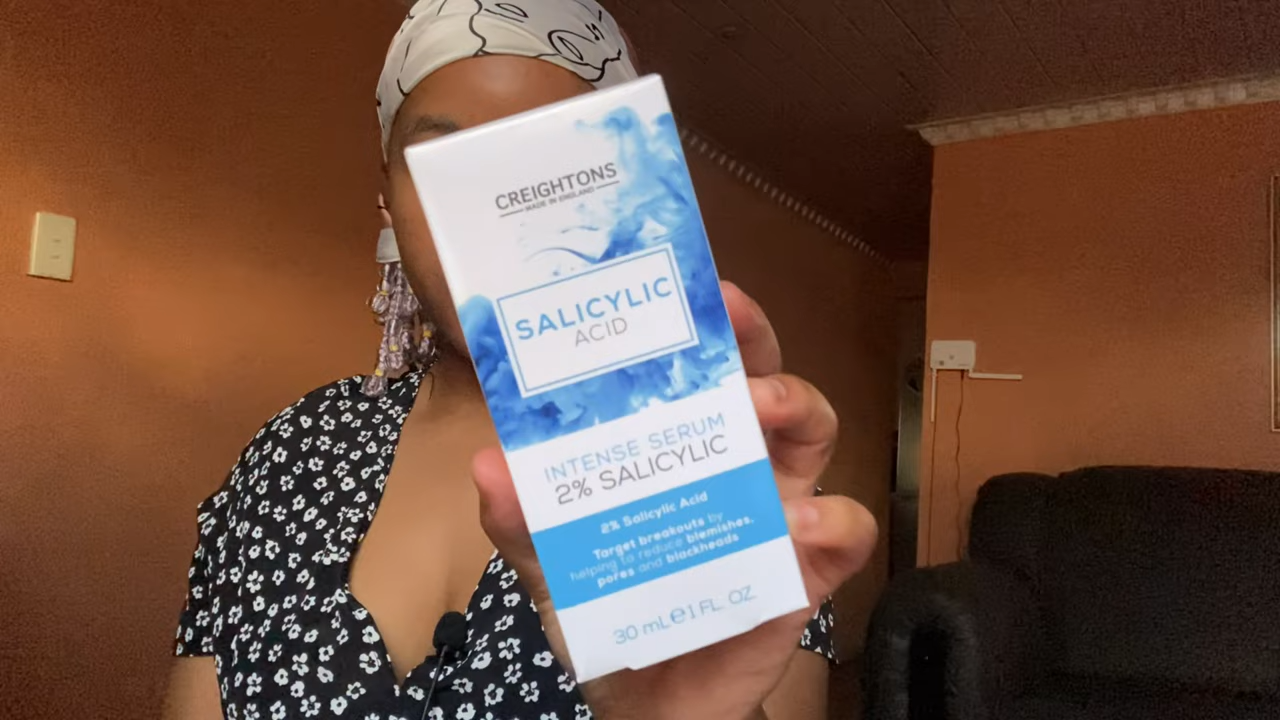 CREIGHTONS
MADE IN ENGLAND
SALICYLIC
ACID
INTENSE SERUM
2% SALICYLIC
2% Salicylic Acid
Target breakouts by
helping to reduce blemishes,
pores and blackheads
30 mL e 1 FL. OZ.